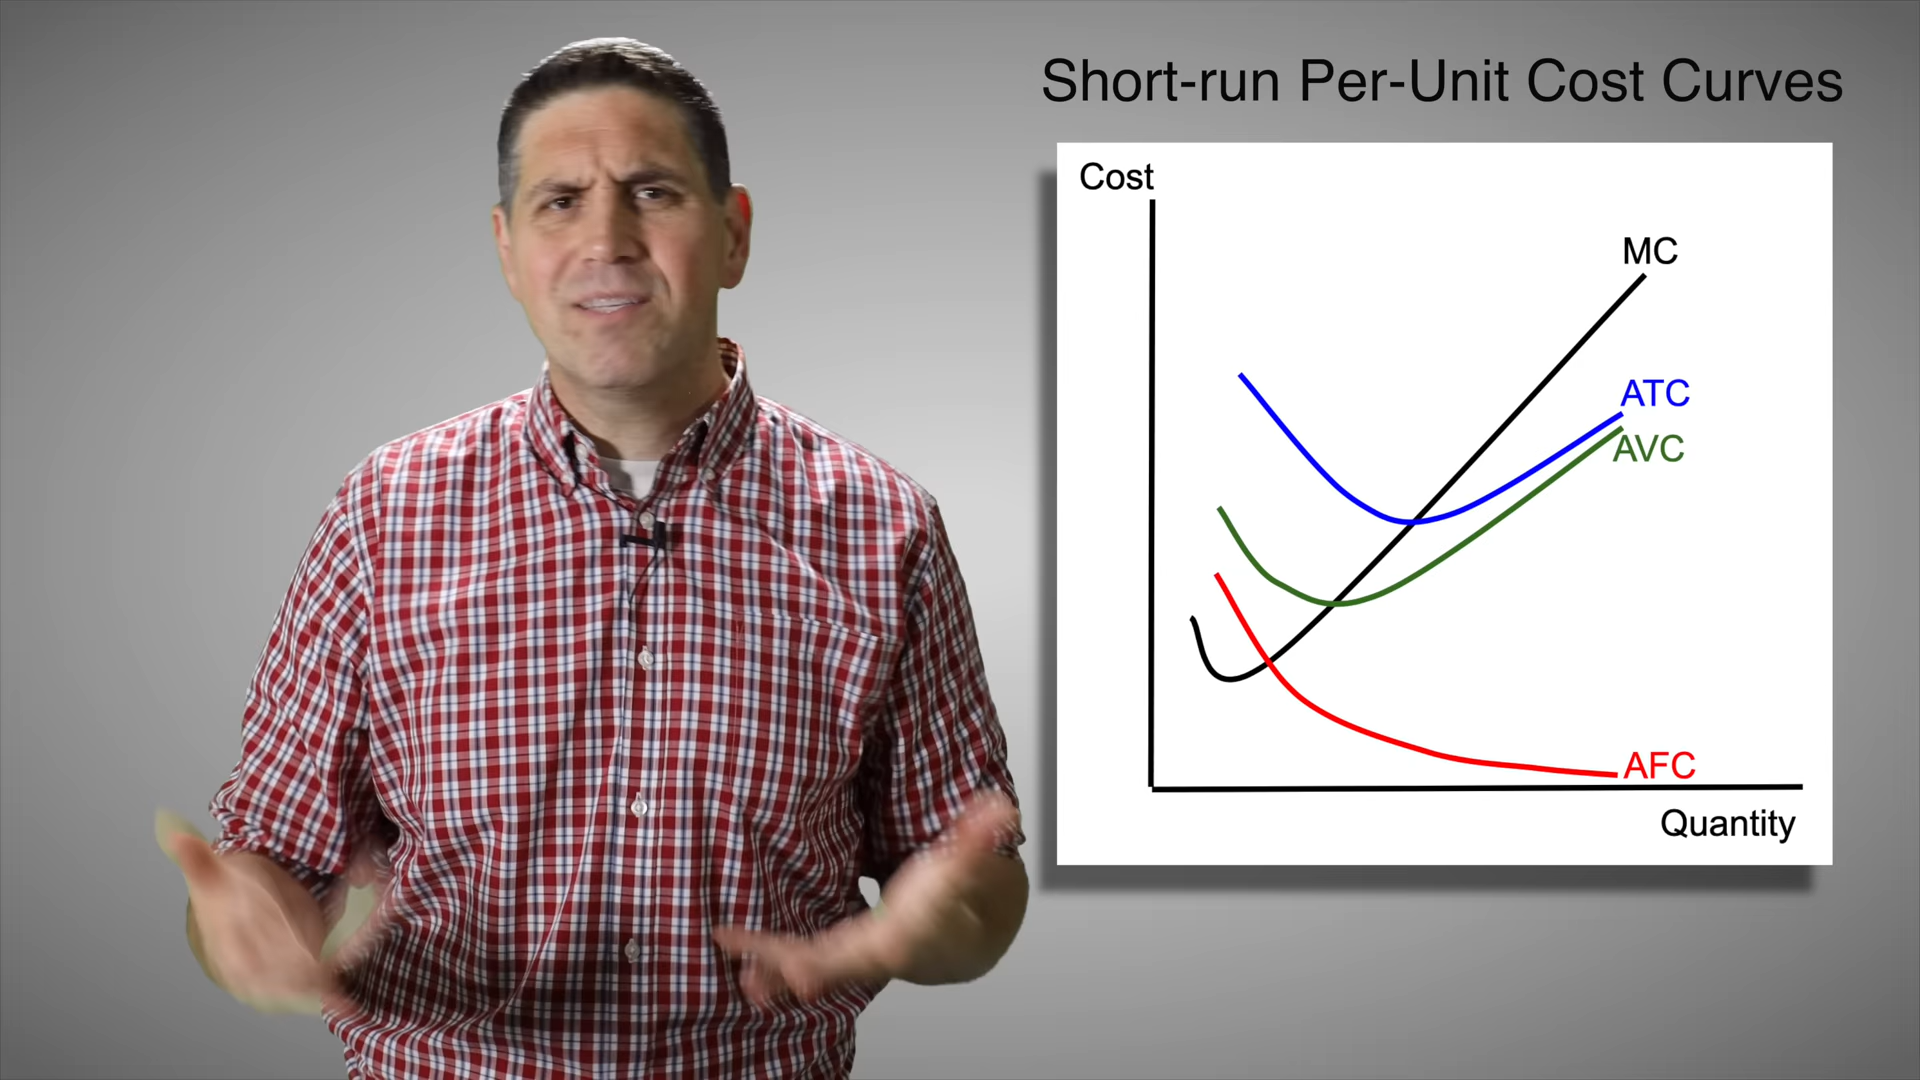 Short-run Per-Unit Cost Curves
Cost
MC
ATC
AVC
AFC
Quantity